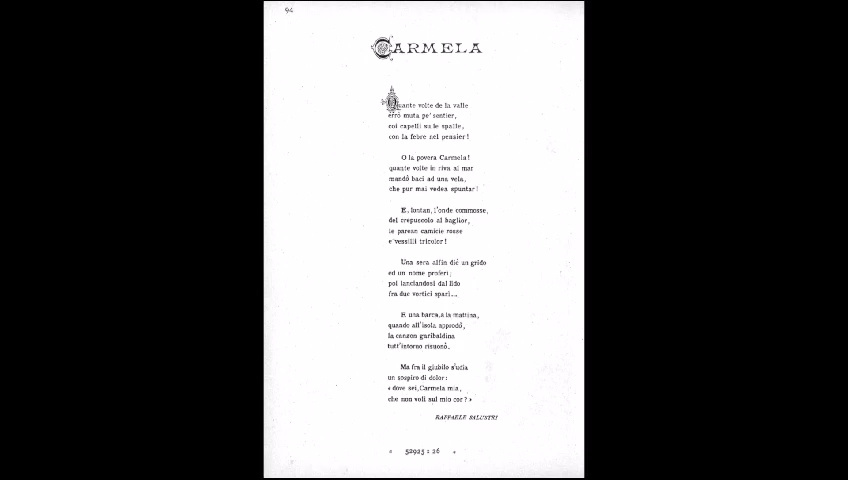 94
CARMELA
Quante volte de la valle
errò muta pe' sentier,
coi capelli su le spalle,
con la febre nel pensier!
O la povera Carmela!
quante volte in riva al mar
mandò baci ad una vela,
che pur mai vedea spuntar!
E, lontan, l'onde commosse,
del crepuscolo al baglior,
le parean camicie rosse
e vessilli tricolor!
Una sera alfin diè un grido
ed un nome proferì;
poi lanciandosi dal lido
fra due vortici sparì...
E una barca, a la mattina,
quando all'isola approdò,
la canzon garibaldina
tutt'intorno risuonò.
Ma fra il giubilo s'udìa
un sospiro di dolor:
« dove sei, Carmela mia,
che non voli sul mio cor? »
RAFFAELE SALUSTRI
52925 : 26